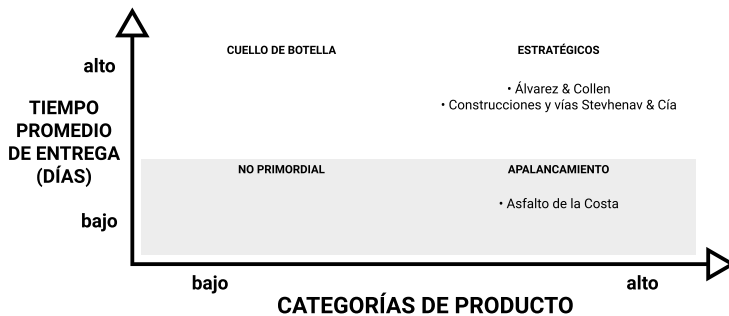 CUELLO DE BOTELLA
ESTRATÉGICOS
alto
• Álvarez & Collen
• Construcciones y vías Stevhenav & Cía
TIEMPO
PROMEDIO
DE ENTREGA
(DÍAS)
NO PRIMORDIAL
APALANCAMIENTO
• Asfalto de la Costa
bajo
bajo
alto
CATEGORÍAS DE PRODUCTO